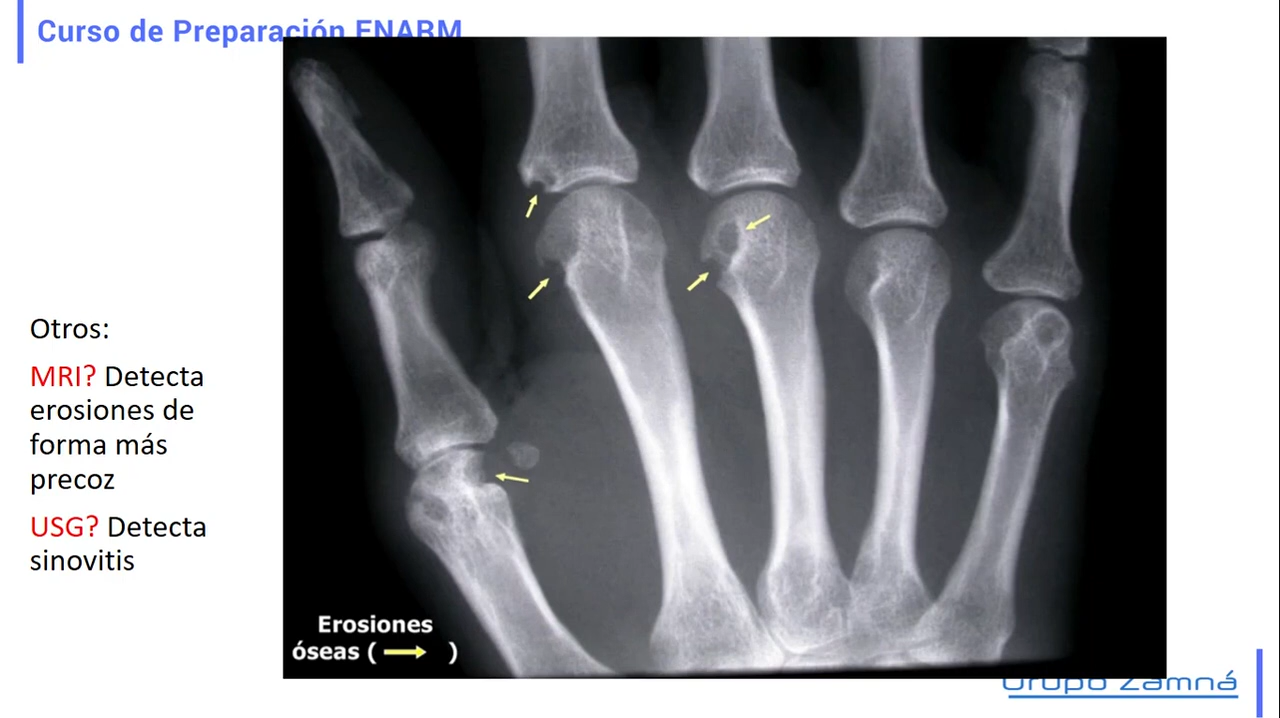 Curso de Preparación ENARM
Otros:
MRI? Detecta
erosiones de
forma más
precoz
USG? Detecta
sinovitis
Erosiones
óseas ( )
Grupo Zamná